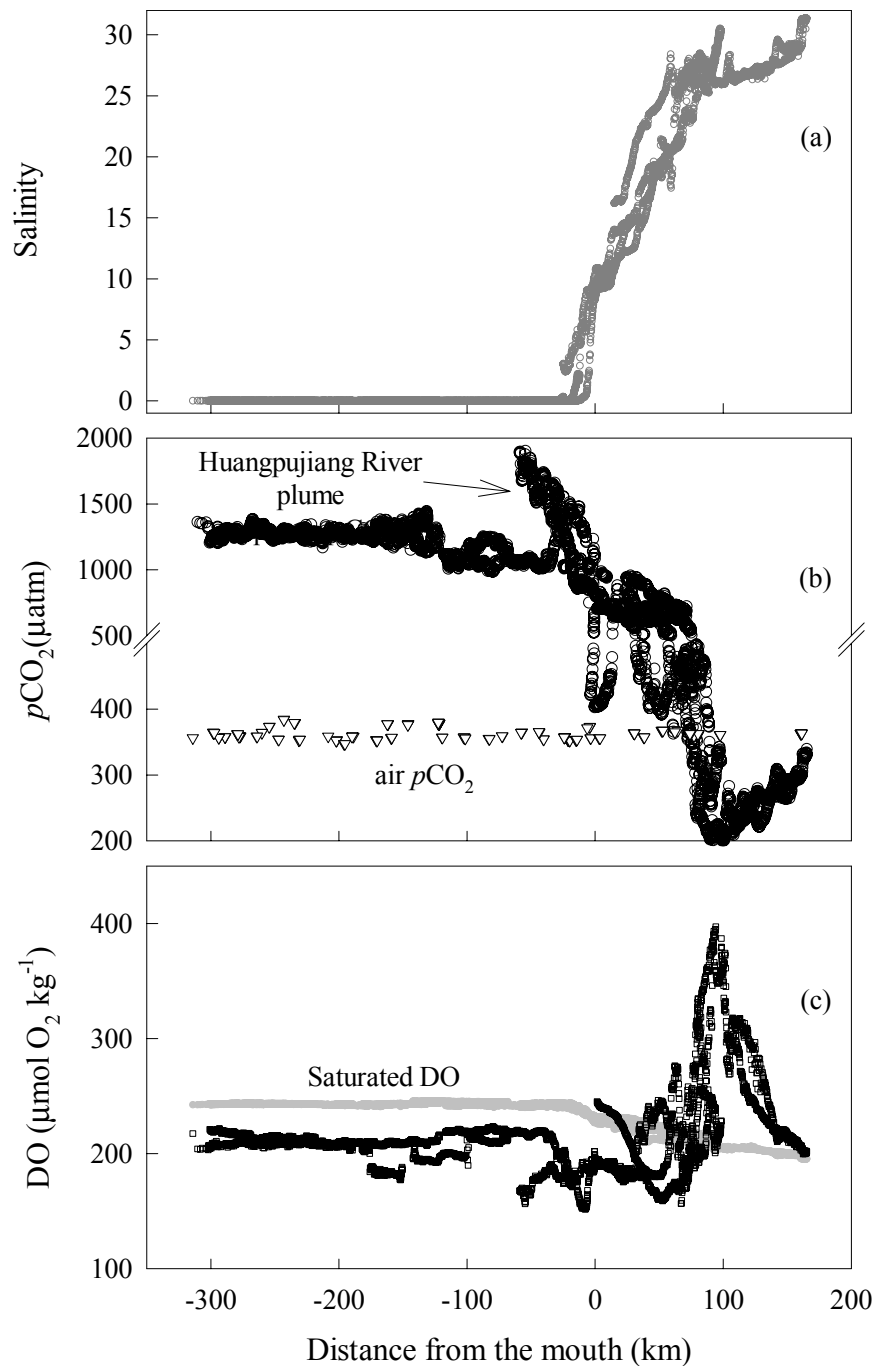 30
25
20
15
10
5
0
Salinity
(a)
2000
1500
1000
500
400
300
200
pCO₂(μatm)
Huangpujiang River
plume
(b)
air pCO₂
400
300
200
100
DO (μmol O₂ kg⁻¹)
(c)
Saturated DO
-300 -200 -100 0 100 200
Distance from the mouth (km)